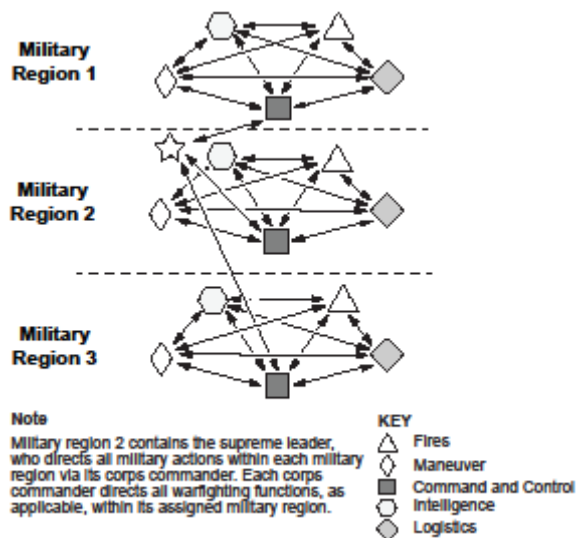 Military
Region 1
Military
Region 2
Military
Region 3
Note
Military region 2 contains the supreme leader,
who directs all military actions within each military
region via its corps commander. Each corps
commander directs all warfighting functions, as
applicable, within its assigned military region.
KEY
Fires
Maneuver
Command and Control
Intelligence
Logistics